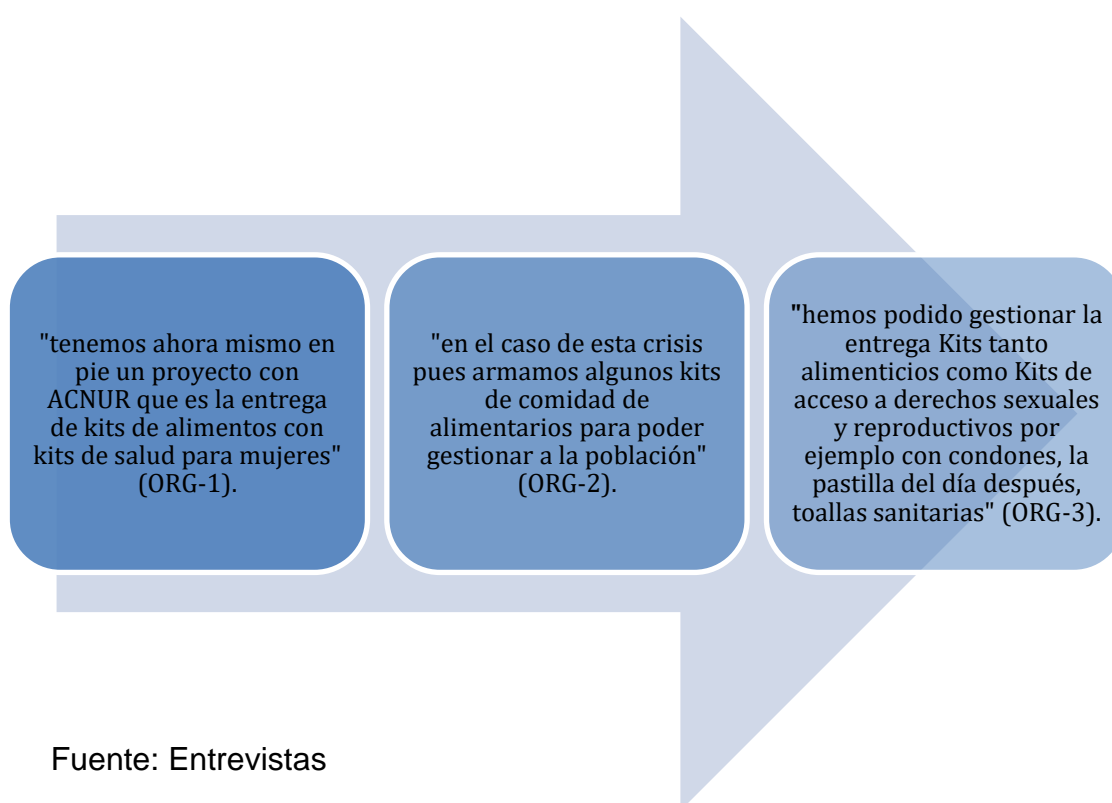 "tenemos ahora mismo en
pie un proyecto con
ACNUR que es la entrega
de kits de alimentos con
kits de salud para mujeres"
(ORG-1).
"en el caso de esta crisis
pues armamos algunos kits
de comidad de
alimentarios para poder
gestionar a la población"
(ORG-2).
"hemos podido gestionar la
entrega Kits tanto
alimenticios como Kits de
acceso a derechos sexuales
y reproductivos por
ejemplo con condones, la
pastilla del día después,
toallas sanitarias" (ORG-3).
Fuente: Entrevistas